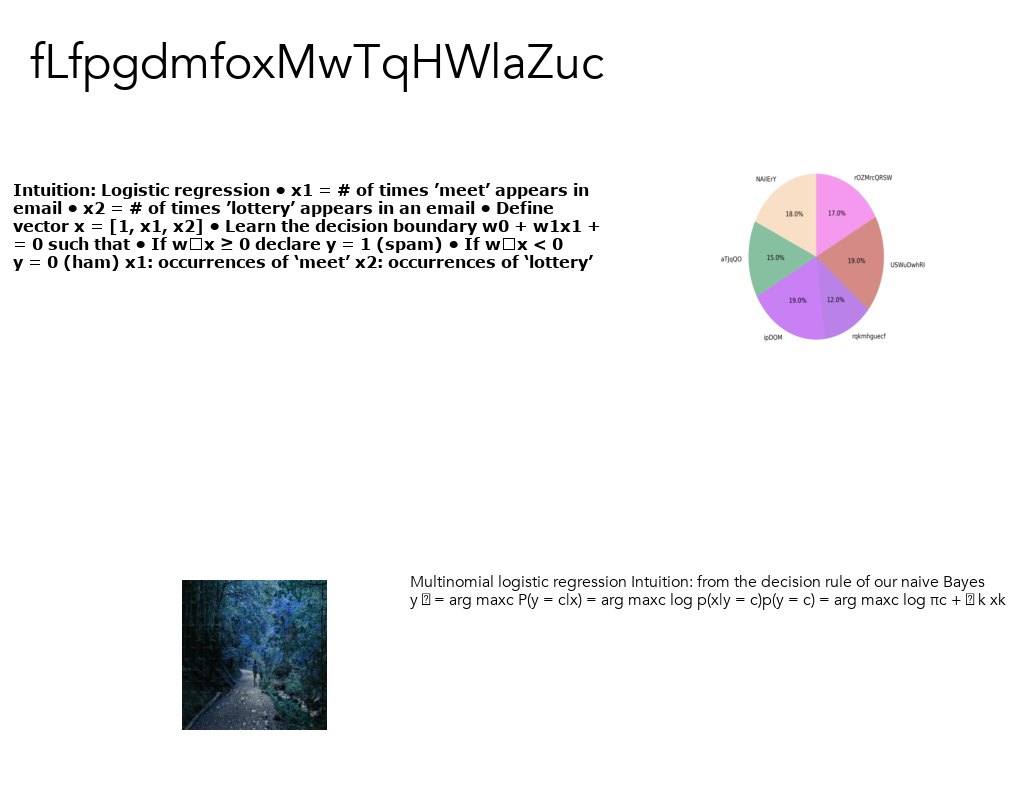 fLfpgdmfoxMwTqHWlaZuc
Intuition: Logistic regression • x1 = # of times ’meet’ appears in
email • x2 = # of times ’lottery’ appears in an email • Define
vector x = [1, x1, x2] • Learn the decision boundary w0 + w1x1 +
= 0 such that • If w□x ≥ 0 declare y = 1 (spam) • If w□x < 0
y = 0 (ham) x1: occurrences of ‘meet’ x2: occurrences of ‘lottery’
NAilErY
rOZMrcQRSW
18.0%
17.0%
aTJqQO
15.0%
19.0%
USWuDwhRI
19.0%
12.0%
ipDOM
rqkmhguecf
Multinomial logistic regression Intuition: from the decision rule of our naive Bayes
y ⍰ = arg maxc P(y = c|x) = arg maxc log p(x|y = c)p(y = c) = arg maxc log πc + ⍰ k xk